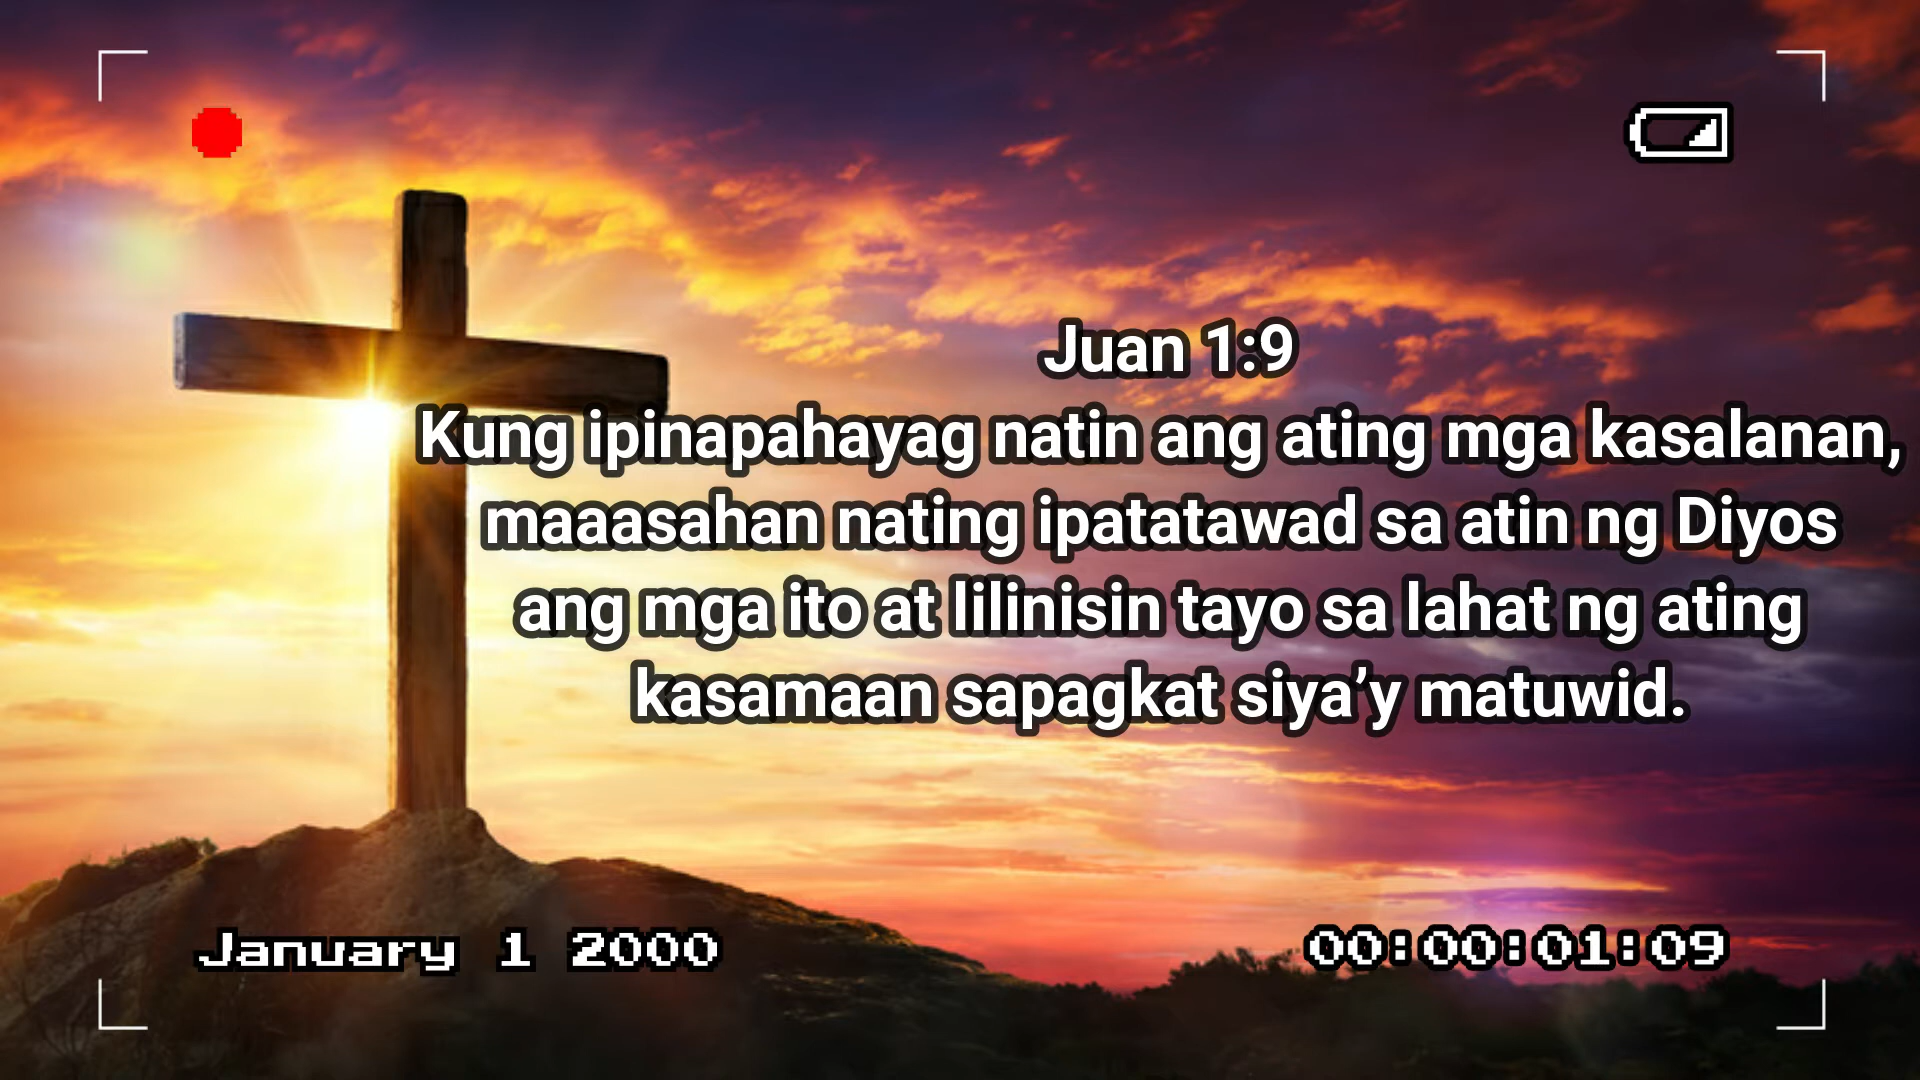 Juan 1:9
Kung ipinapahayag natin ang ating mga kasalanan,
maaasahan nating ipatatawad sa atin ng Diyos
ang mga ito at lilinisin tayo sa lahat ng ating
kasamaan sapagkat siya’y matuwid.
January 1 2000
00:00:01:09